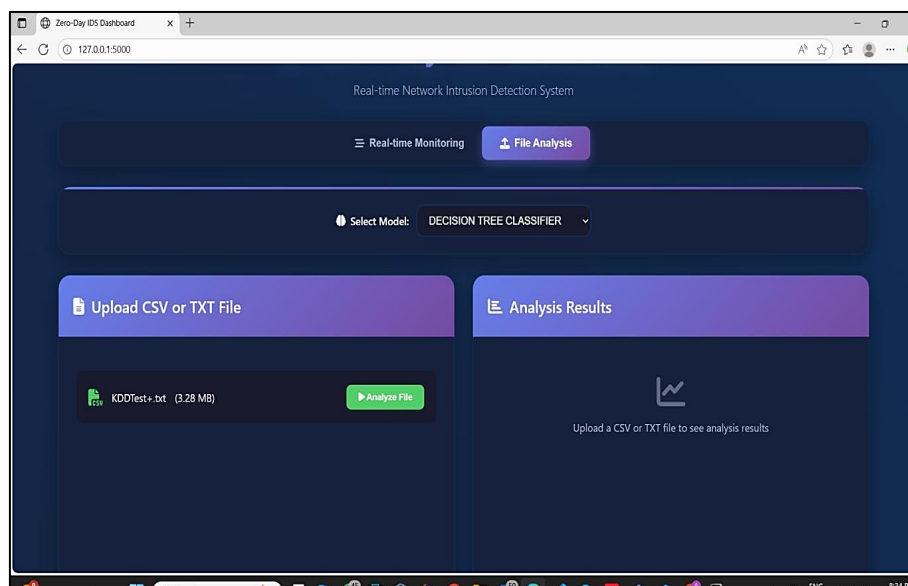 Zero-Day IDS Dashboard
127.0.0.1:5000
Real-time Network Intrusion Detection System
Real-time Monitoring
File Analysis
Select Model: DECISION TREE CLASSIFIER
Upload CSV or TXT File
Analysis Results
CSV
KDDTest+.txt (3.28 MB)
Analyze File
Upload a CSV or TXT file to see analysis results